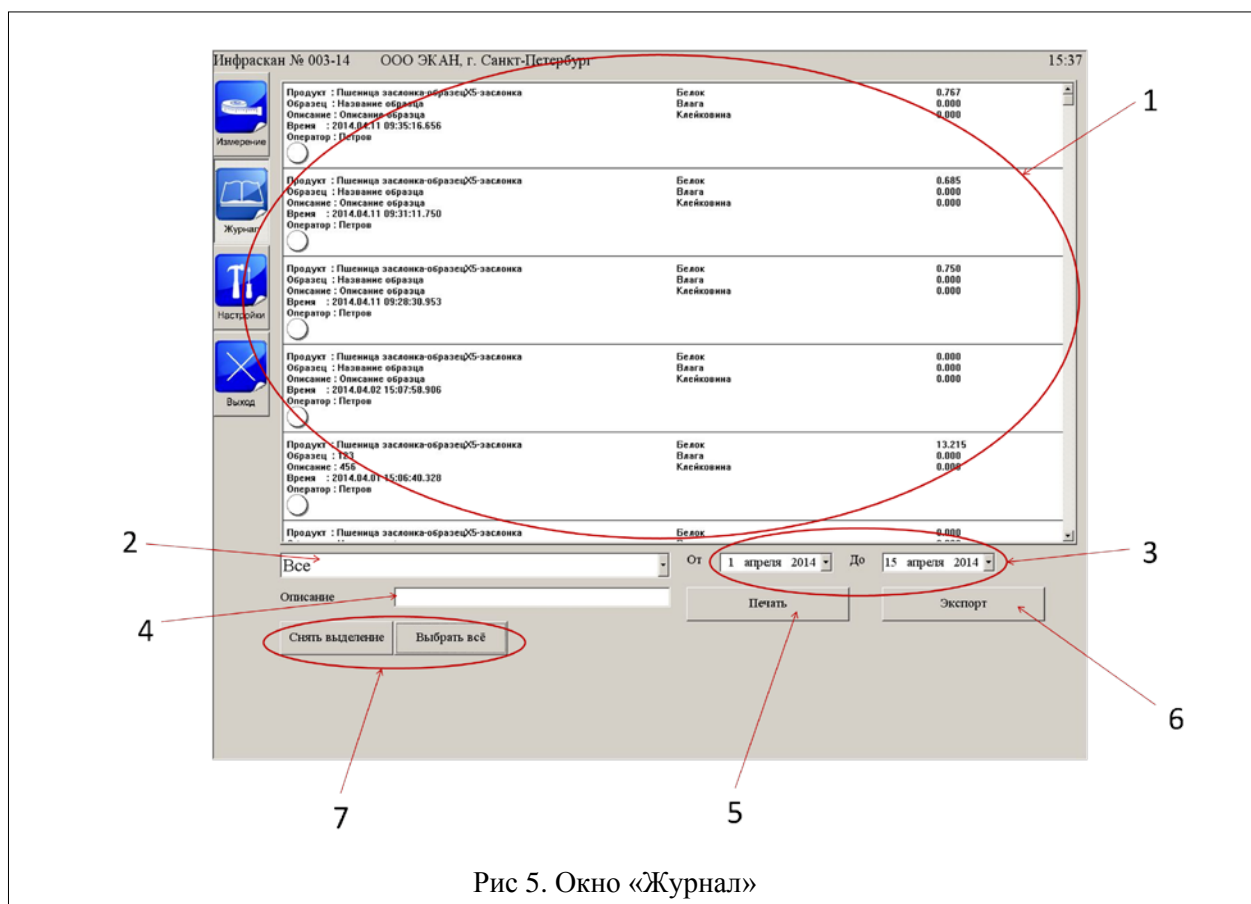 Инфраскан № 003-14 ООО ЭКАН, г. Санкт-Петербург 15:37
Измерение
Журнал
Настройки
Выход
Продукт : Пшеница заслонка-образецX5-заслонка Белок 0.767
Образец : Название образца Влага 0.000
Описание : Описание образца Клейковина 0.000
Время : 2014.04.11 09:35:16.656
Оператор : Петров
Продукт : Пшеница заслонка-образецX5-заслонка Белок 0.685
Образец : Название образца Влага 0.000
Описание : Описание образца Клейковина 0.000
Время : 2014.04.11 09:31:11.750
Оператор : Петров
Продукт : Пшеница заслонка-образецX5-заслонка Белок 0.750
Образец : Название образца Влага 0.000
Описание : Описание образца Клейковина 0.000
Время : 2014.04.11 09:28:30.953
Оператор : Петров
Продукт : Пшеница заслонка-образецX5-заслонка Белок 0.000
Образец : Название образца Влага 0.000
Описание : Описание образца Клейковина 0.000
Время : 2014.04.02 15:07:58.906
Оператор : Петров
Продукт : Пшеница заслонка-образецX5-заслонка Белок 13.215
Образец : 123 Влага 0.000
Описание : 456 Клейковина 0.000
Время : 2014.04.01 15:06:40.328
Оператор : Петров
Продукт : Пшеница заслонка-образецX5-заслонка Белок 0.000
Все От 1 апреля 2014 До 15 апреля 2014
Описание Печать Экспорт
Снять выделение Выбрать всё
1
2
3
4
5
6
7
Рис 5. Окно «Журнал»